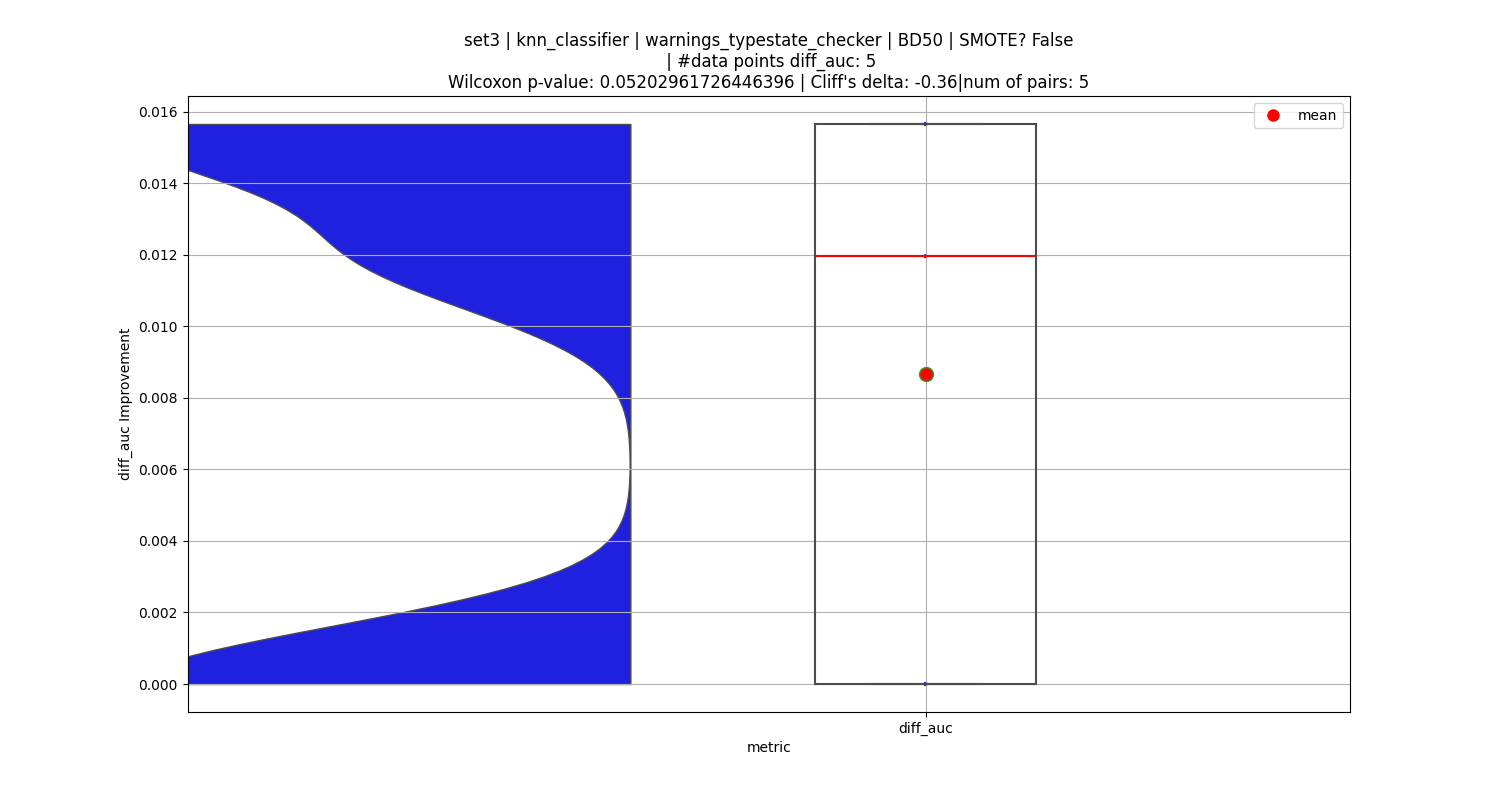 set3 | knn_classifier | warnings_typestate_checker | BD50 | SMOTE? False
| #data points diff_auc: 5
Wilcoxon p-value: 0.05202961726446396 | Cliff's delta: -0.36|num of pairs: 5
mean
diff_auc Improvement
0.016
0.014
0.012
0.010
0.008
0.006
0.004
0.002
0.000
diff_auc
metric